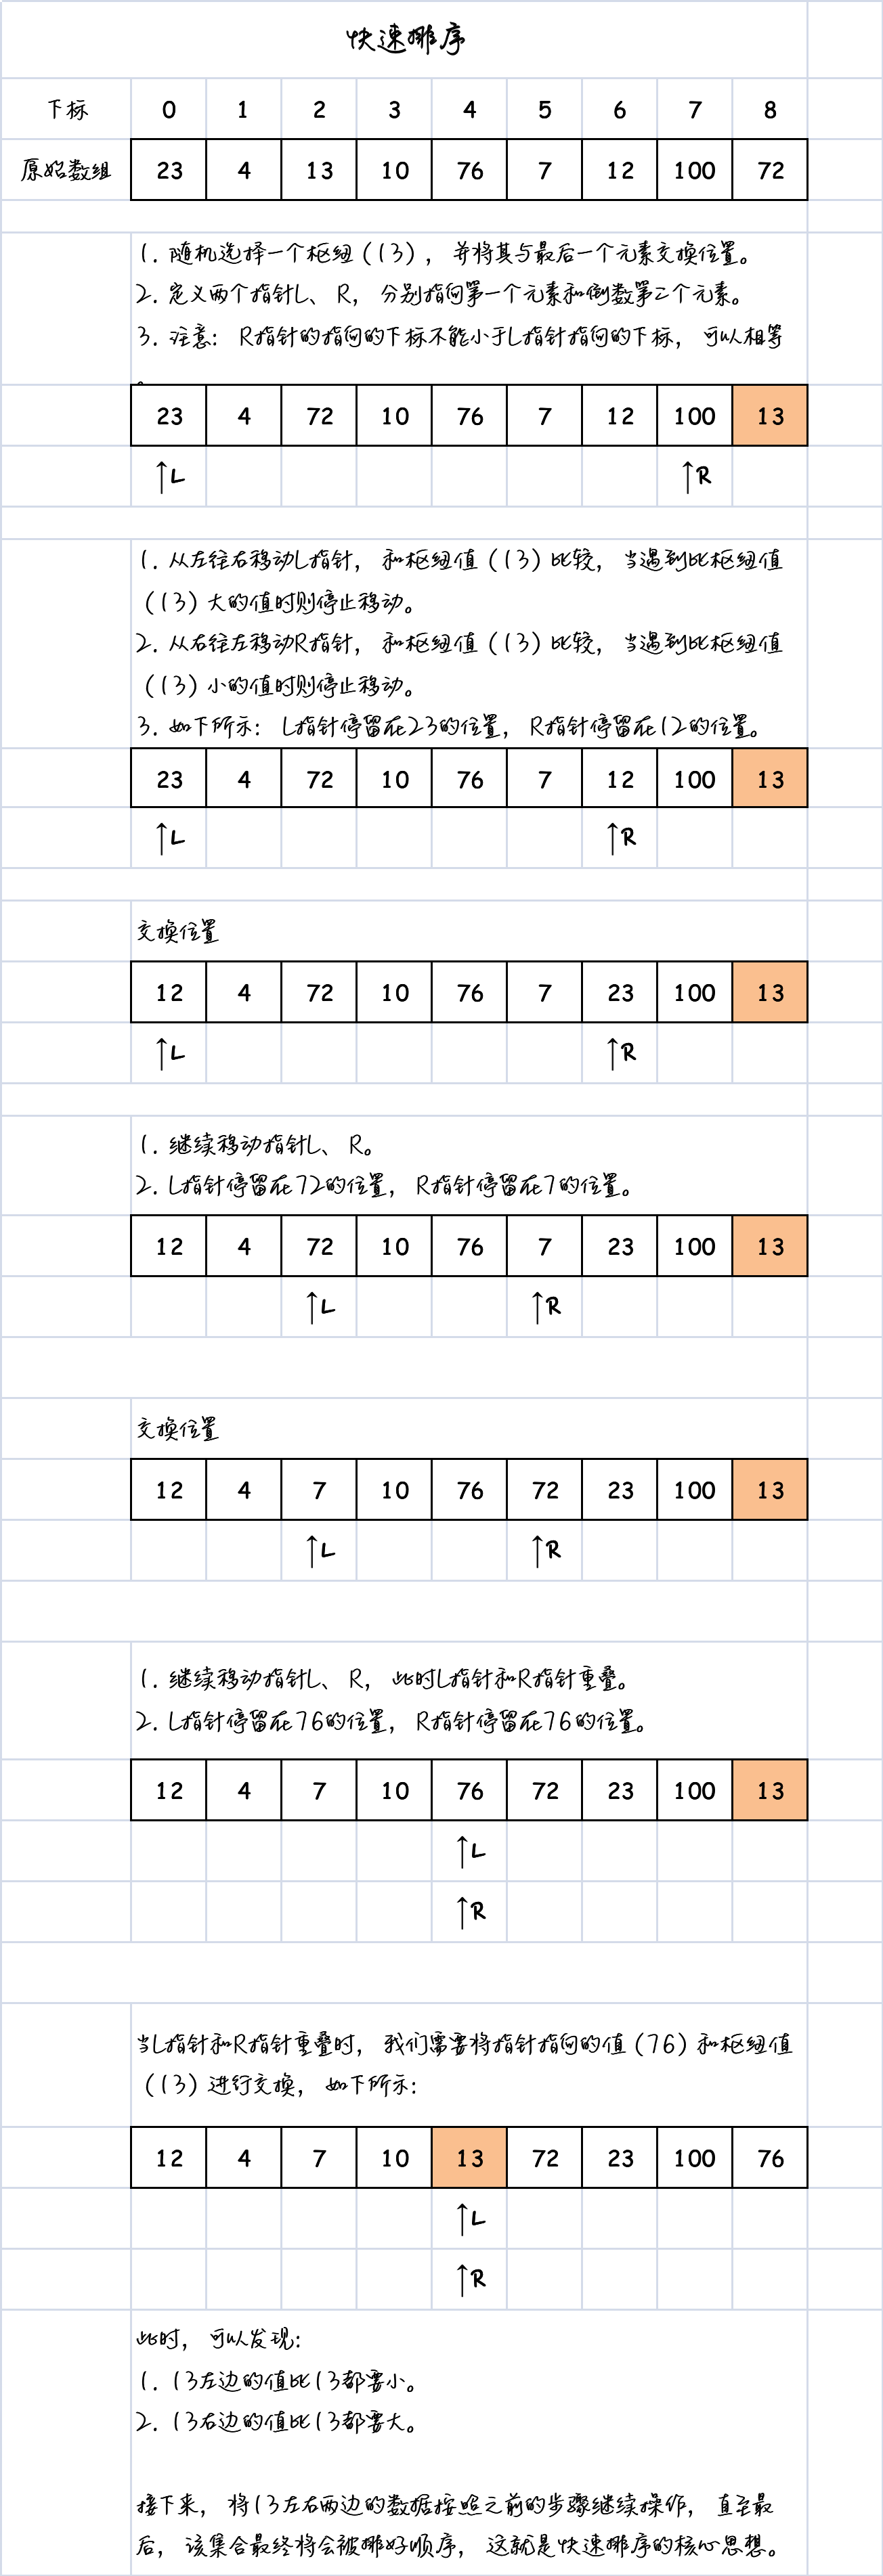 快速排序
下标 0 1 2 3 4 5 6 7 8
原始数组 23 4 13 10 76 7 12 100 72
1. 随机选择一个枢纽（13），并将其与最后一个元素交换位置。
2. 定义两个指针L、R，分别指向第一个元素和倒数第二个元素。
3. 注意：R指针的指向的下标不能小于L指针指向的下标，可以相等
。
23 4 72 10 76 7 12 100 13
↑L ↑R
1. 从左往右移动L指针，和枢纽值（13）比较，当遇到比枢纽值
（13）大的值时则停止移动。
2. 从右往左移动R指针，和枢纽值（13）比较，当遇到比枢纽值
（13）小的值时则停止移动。
3. 如下所示：L指针停留在23的位置，R指针停留在12的位置。
23 4 72 10 76 7 12 100 13
↑L ↑R
交换位置
12 4 72 10 76 7 23 100 13
↑L ↑R
1. 继续移动指针L、R。
2. L指针停留在72的位置，R指针停留在7的位置。
12 4 72 10 76 7 23 100 13
↑L ↑R
交换位置
12 4 7 10 76 72 23 100 13
↑L ↑R
1. 继续移动指针L、R，此时L指针和R指针重叠。
2. L指针停留在76的位置，R指针停留在76的位置。
12 4 7 10 76 72 23 100 13
↑L
↑R
当L指针和R指针重叠时，我们需要将指针指向的值（76）和枢纽值
（13）进行交换，如下所示：
12 4 7 10 13 72 23 100 76
↑L
↑R
此时，可以发现：
1. 13左边的值比13都要小。
2. 13右边的值比13都要大。
接下来，将13左右两边的数据按照之前的步骤继续操作，直至最
后，该集合最终将会被排好顺序，这就是快速排序的核心思想。